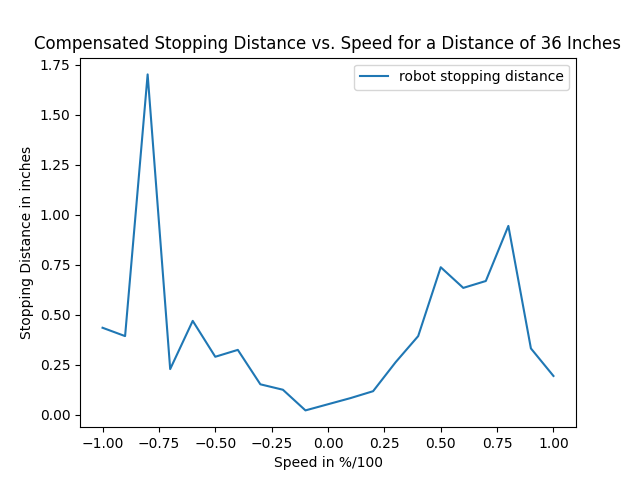 Compensated Stopping Distance vs. Speed for a Distance of 36 Inches
robot stopping distance
1.75
1.50
1.25
1.00
0.75
0.50
0.25
0.00
Stopping Distance in inches
−1.00 −0.75 −0.50 −0.25 0.00 0.25 0.50 0.75 1.00
Speed in %/100